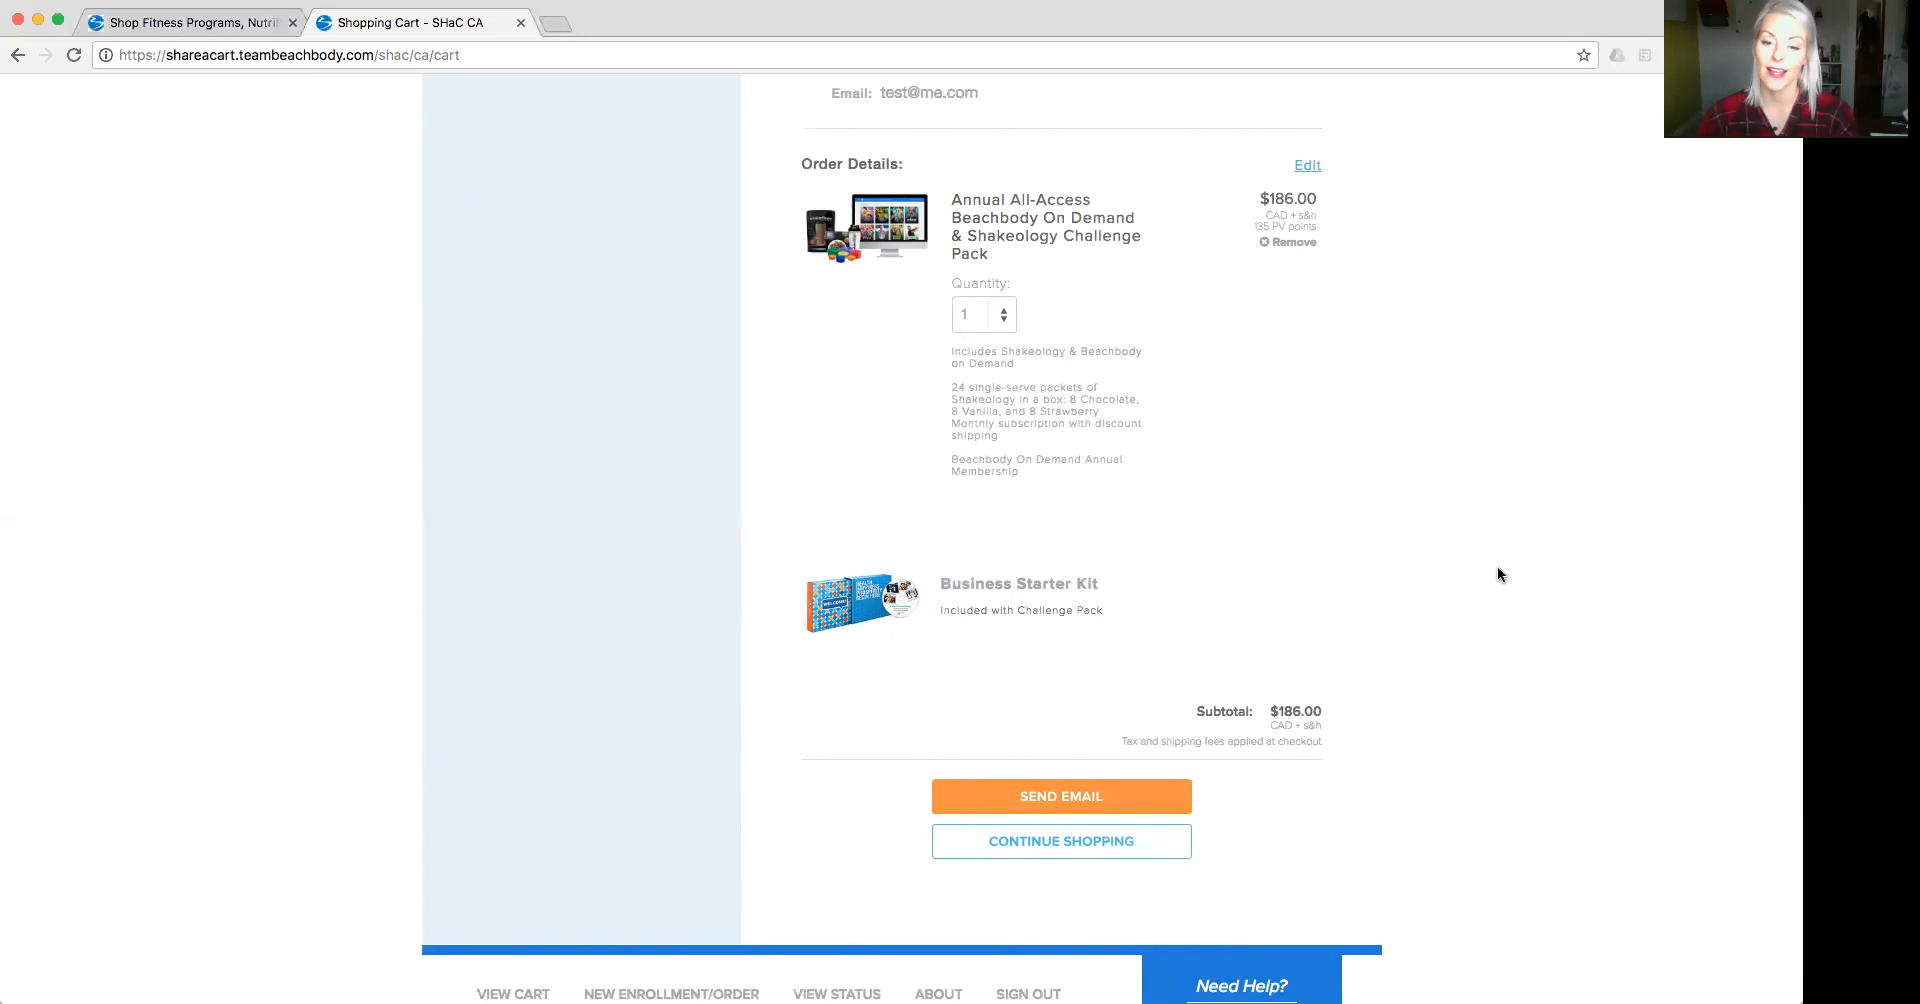 Shop Fitness Programs, Nutri
Shopping Cart - SHaC CA
https://shareacart.teambeachbody.com/shac/ca/cart
Email: test@me.com
Order Details:
Edit
Annual All-Access
Beachbody On Demand
& Shakeology Challenge
Pack
$186.00
CAD + s&h
135 PV points
Remove
Quantity:
1
Includes Shakeology & Beachbody
on Demand
24 single-serve packets of
Shakeology in a box: 8 Chocolate,
8 Vanilla, and 8 Strawberry
Monthly subscription with discount
shipping
Beachbody On Demand Annual
Membership
WELCOME!
Business Starter Kit
Included with Challenge Pack
Subtotal: $186.00
CAD + s&h
Tax and shipping fees applied at checkout
SEND EMAIL
CONTINUE SHOPPING
VIEW CART NEW ENROLLMENT/ORDER VIEW STATUS ABOUT SIGN OUT
Need Help?